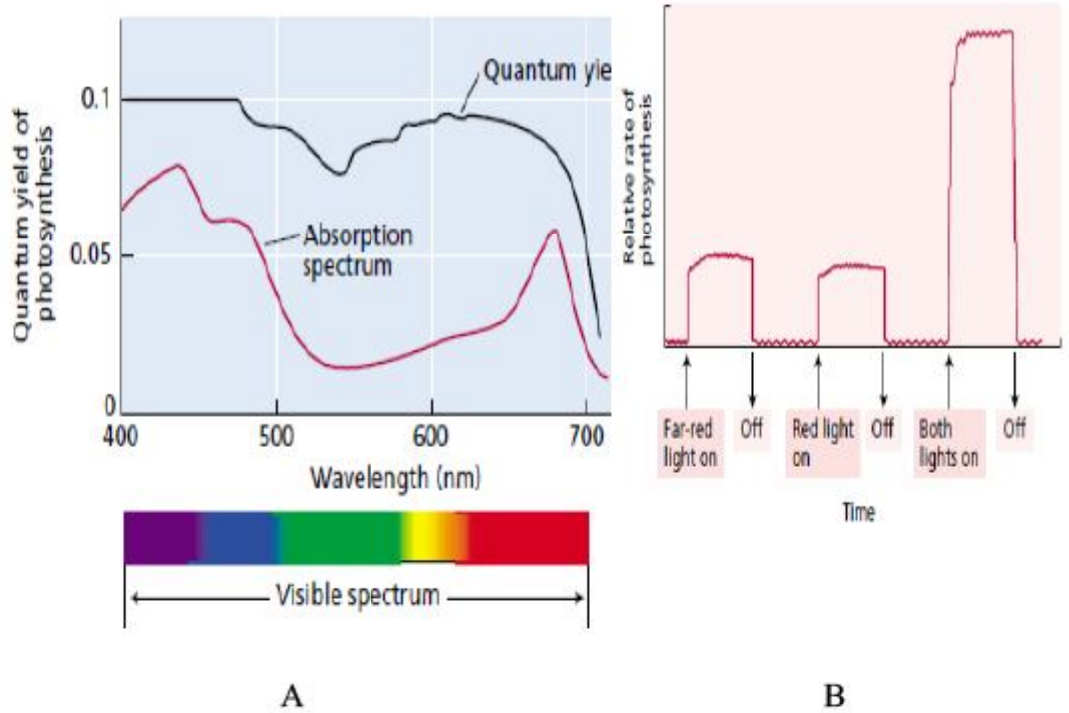 Quantum yield of
photosynthesis
0.1
0.05
0
Quantum yie
Absorption
spectrum
400
500
600
700
Wavelength (nm)
Visible spectrum
A
Relative rate of
photosynthesis
Far-red
light on
Off
Red light
on
Off
Both
lights on
Off
Time
B